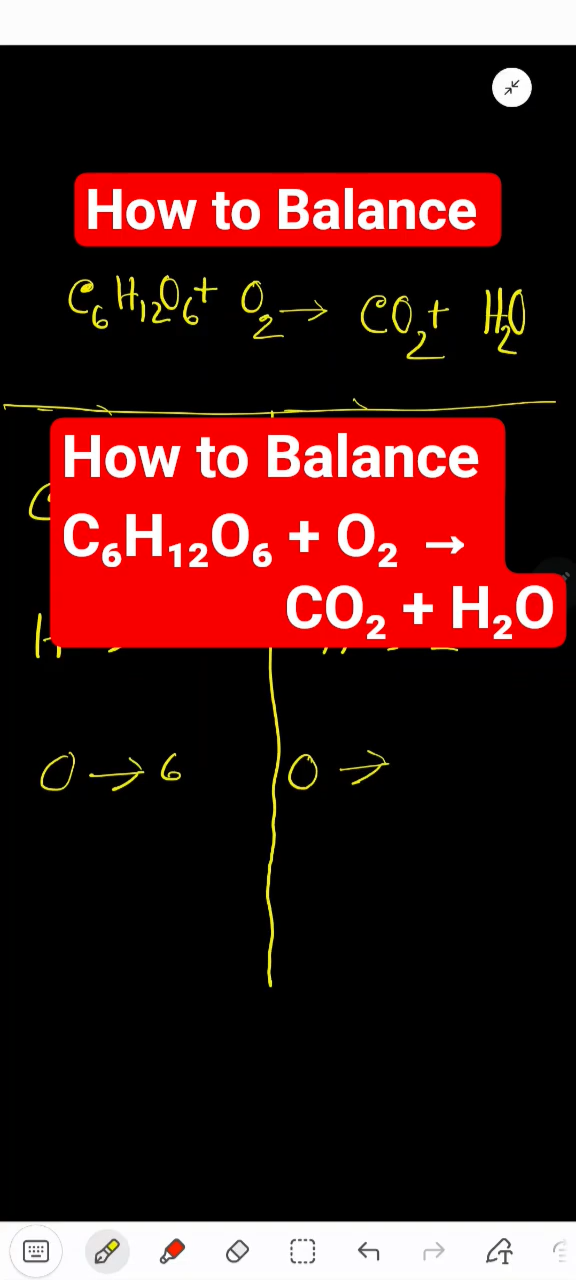 How to Balance
C₆H₁₂O₆ + O₂ → CO₂ + H₂O
How to Balance
C₆H₁₂O₆ + O₂ →
CO₂ + H₂O
O → 6 O →